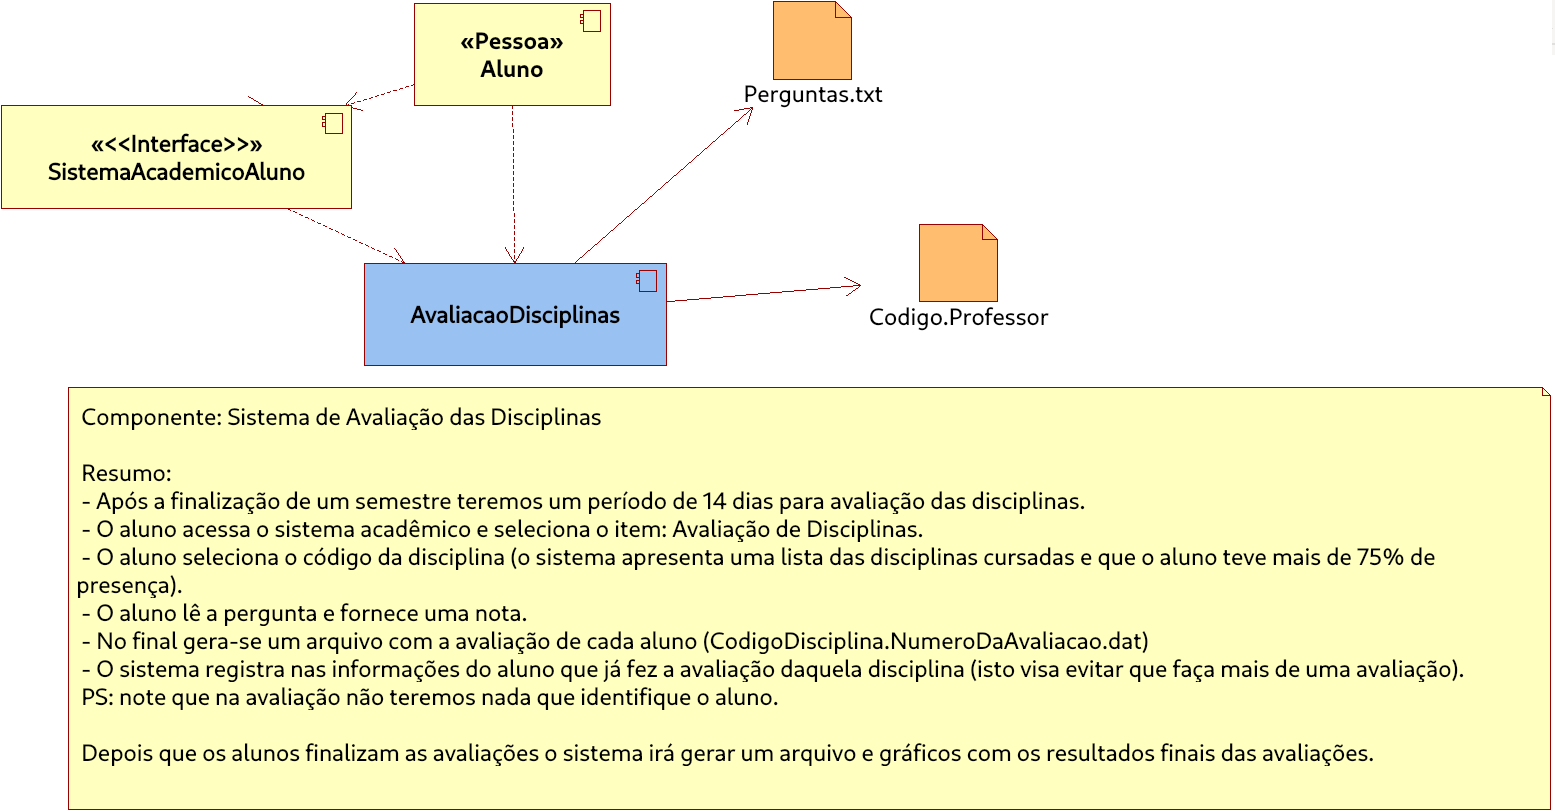 «Pessoa»
Aluno
Perguntas.txt
«<<Interface>>»
SistemaAcademicoAluno
AvaliacaoDisciplinas
Codigo.Professor
Componente: Sistema de Avaliação das Disciplinas
Resumo:
- Após a finalização de um semestre teremos um período de 14 dias para avaliação das disciplinas.
- O aluno acessa o sistema acadêmico e seleciona o item: Avaliação de Disciplinas.
- O aluno seleciona o código da disciplina (o sistema apresenta uma lista das disciplinas cursadas e que o aluno teve mais de 75% de
presença).
- O aluno lê a pergunta e fornece uma nota.
- No final gera-se um arquivo com a avaliação de cada aluno (CodigoDisciplina.NumeroDaAvaliacao.dat)
- O sistema registra nas informações do aluno que já fez a avaliação daquela disciplina (isto visa evitar que faça mais de uma avaliação).
PS: note que na avaliação não teremos nada que identifique o aluno.
Depois que os alunos finalizam as avaliações o sistema irá gerar um arquivo e gráficos com os resultados finais das avaliações.